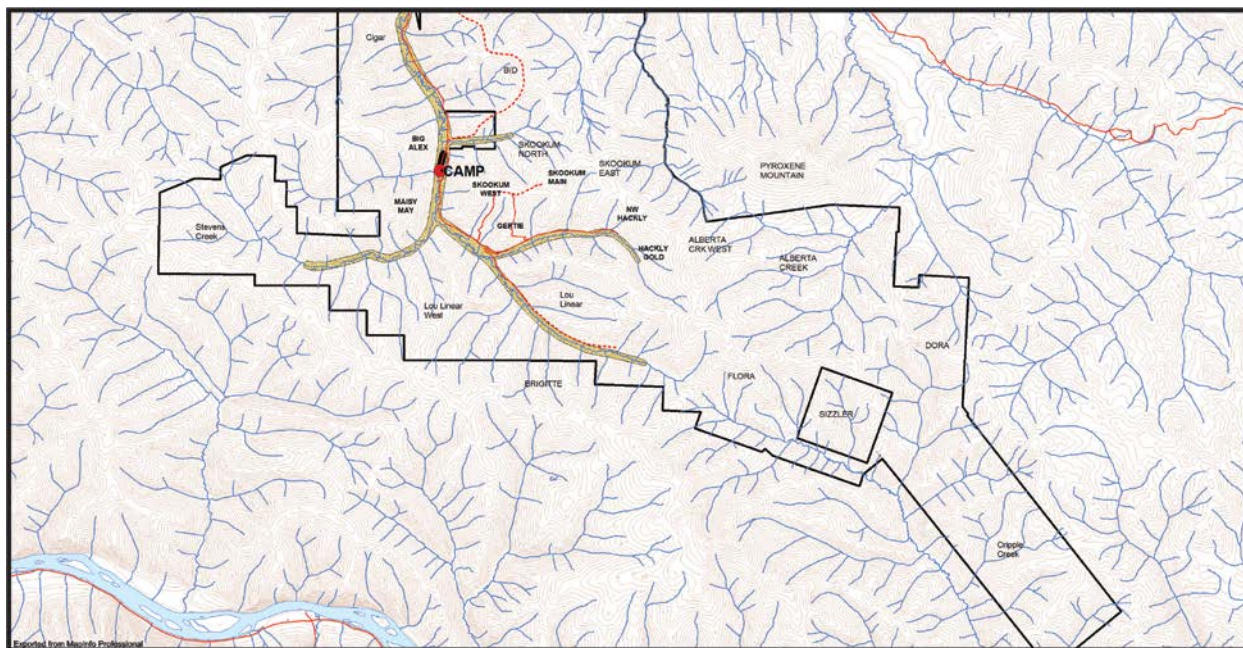 Cigar
BID
BIG
ALEX
SKOOKUM
NORTH
CAMP
SKOOKUM
EAST
SKOOKUM
MAIN
SKOOKUM
WEST
PYROXENE
MOUNTAIN
MAISY
MAY
NW
HACKLY
GERTIE
Stevens
Creek
ALBERTA
CRK WEST
HACKLY
GOLD
ALBERTA
CREEK
Lou Linear
West
Lou
Linear
DORA
FLORA
BRIGITTE
SIZZLER
Cripple
Creek
Exported from MapInfo Professional